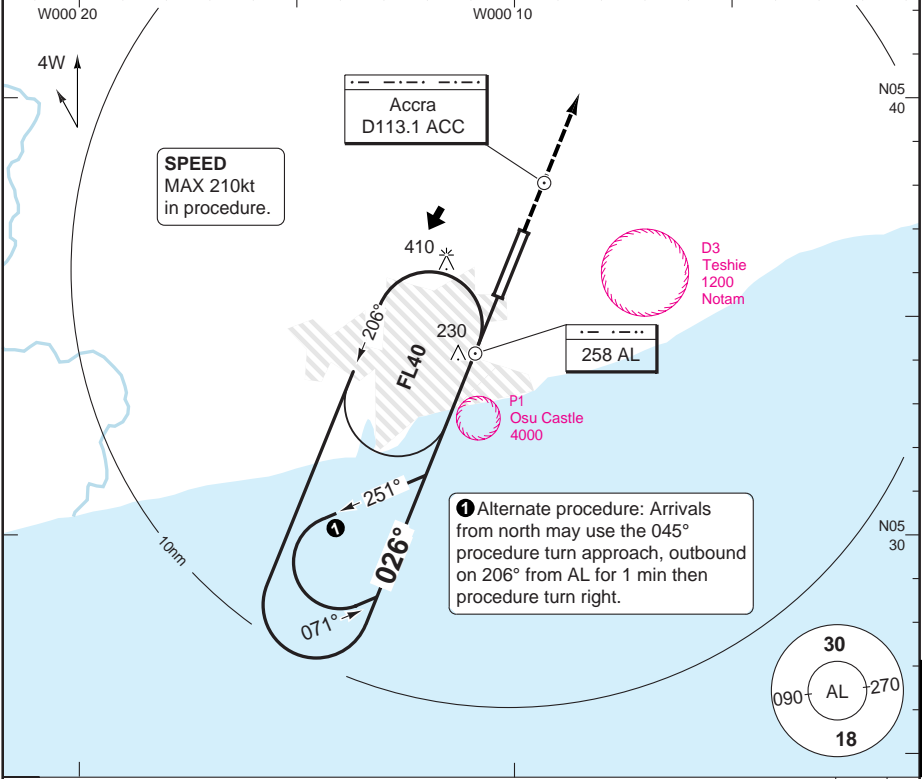 W000 20
W000 10
4W
N05
40
Accra
D113.1 ACC
SPEED
MAX 210kt
in procedure.
410
D3
Teshie
1200
Notam
206°
230
FL40
258 AL
P1
Osu Castle
4000
251°
1
026°
071°
10nm
1 Alternate procedure: Arrivals
from north may use the 045°
procedure turn approach, outbound
on 206° from AL for 1 min then
procedure turn right.
N05
30
30
090
AL
270
18